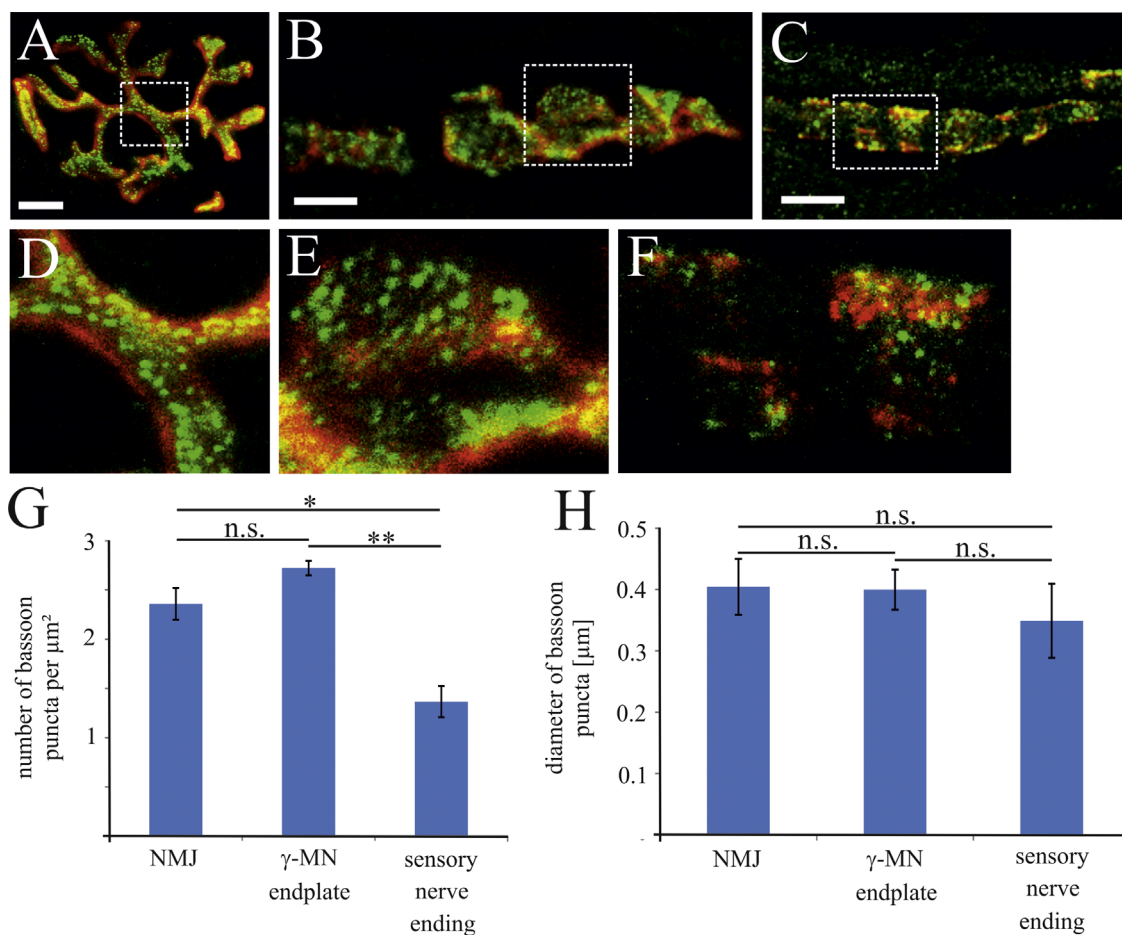 A
B
C
D
E
F
G
*
n.s.
**
3
2
1
number of bassoon
puncta per μm²
NMJ
γ-MN
endplate
sensory
nerve
ending
H
n.s.
n.s.
n.s.
0.5
0.4
0.3
0.2
0.1
-
diameter of bassoon
puncta [μm]
NMJ
γ-MN
endplate
sensory
nerve
ending